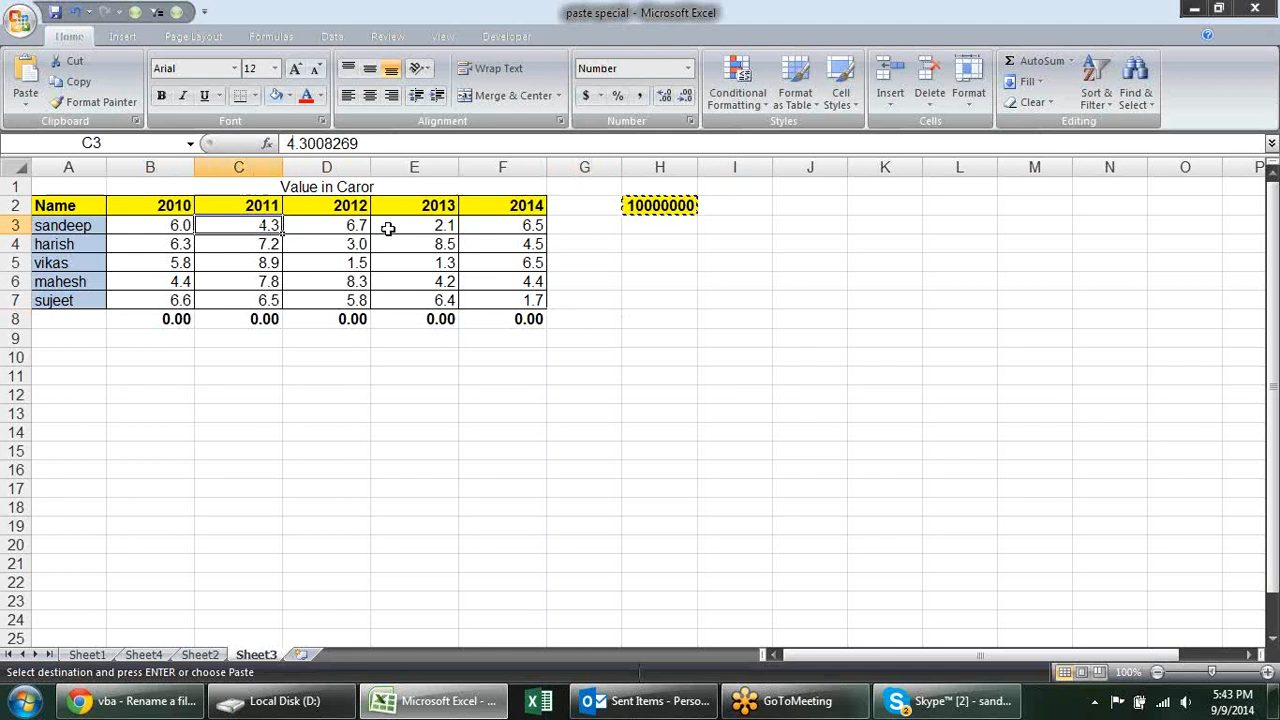 paste special - Microsoft Excel
Home Insert Page Layout Formulas Data Review View Developer
Paste
Cut
Copy
Format Painter
Clipboard
Arial 12
B I U
Font
Wrap Text
Merge & Center
Alignment
Number
$ % ,
Number
Conditional Formatting
Format as Table
Cell Styles
Styles
Insert
Delete
Format
Cells
AutoSum
Fill
Clear
Sort & Filter
Find & Select
Editing
C3 fx 4.3008269
A B C D E F G H I J K L M N O P
1 Value in Caror
2 Name 2010 2011 2012 2013 2014 10000000
3 sandeep 6.0 4.3 6.7 2.1 6.5
4 harish 6.3 7.2 3.0 8.5 4.5
5 vikas 5.8 8.9 1.5 1.3 6.5
6 mahesh 4.4 7.8 8.3 4.2 4.4
7 sujeet 6.6 6.5 5.8 6.4 1.7
8 0.00 0.00 0.00 0.00 0.00
9
10
11
12
13
14
15
16
17
18
19
20
21
22
23
24
25
Sheet1 Sheet4 Sheet2 Sheet3
Select destination and press ENTER or choose Paste 100%
vba - Rename a fil... Local Disk (D:) Microsoft Excel - ... Sent Items - Perso... GoToMeeting Skype™ [2] - sand... 5:43 PM
9/9/2014